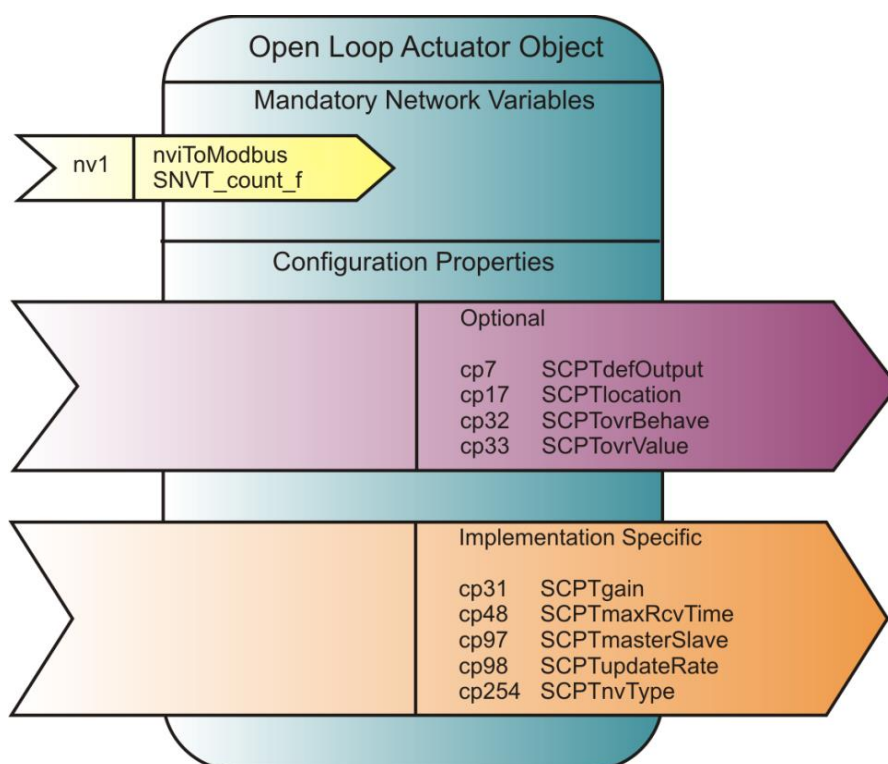 Open Loop Actuator Object
Mandatory Network Variables
nv1 nviToModbus
SNVT_count_f
Configuration Properties
Optional
cp7 SCPTdefOutput
cp17 SCPTlocation
cp32 SCPTovrBehave
cp33 SCPTovrValue
Implementation Specific
cp31 SCPTgain
cp48 SCPTmaxRcvTime
cp97 SCPTmasterSlave
cp98 SCPTupdateRate
cp254 SCPTnvType